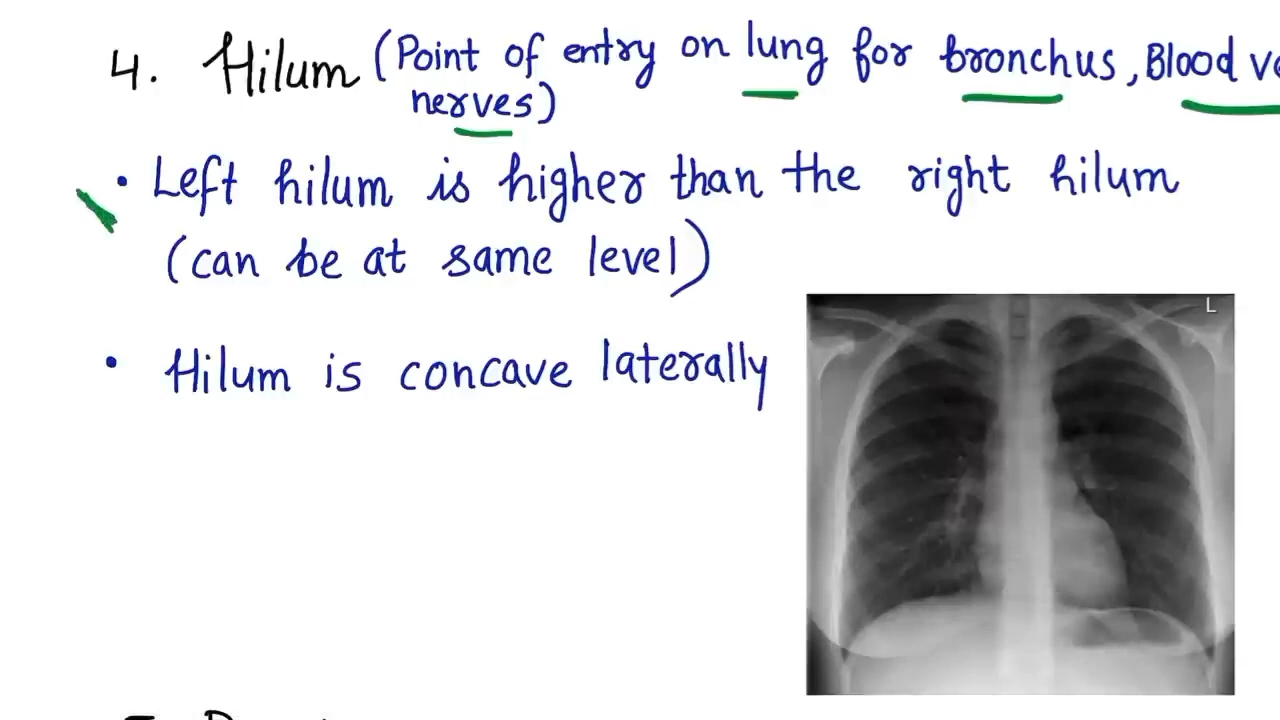 4. Hilum (Point of entry on lung for bronchus, Blood
nerves)
• Left hilum is higher than the right hilum
(can be at same level)
L
• Hilum is concave laterally